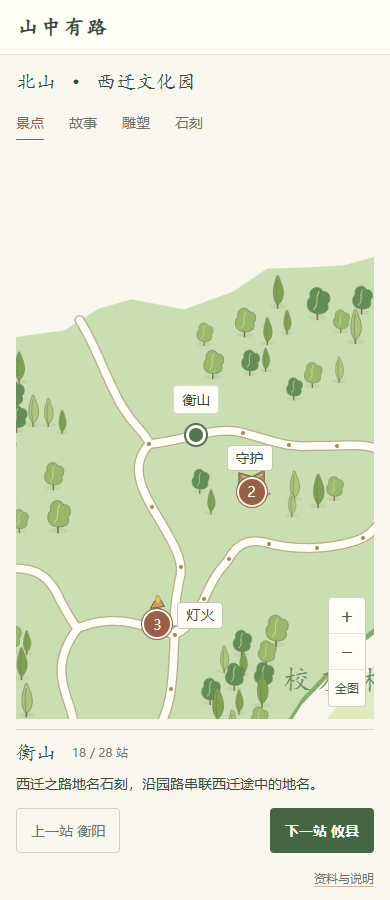 山中有路
北山 • 西迁文化园
景点 故事 雕塑 石刻
衡山
守护
2
灯火
3
+
−
全图
校
衡山 18 / 28 站
西迁之路地名石刻，沿园路串联西迁途中的地名。
上一站 衡阳
下一站 攸县
资料与说明